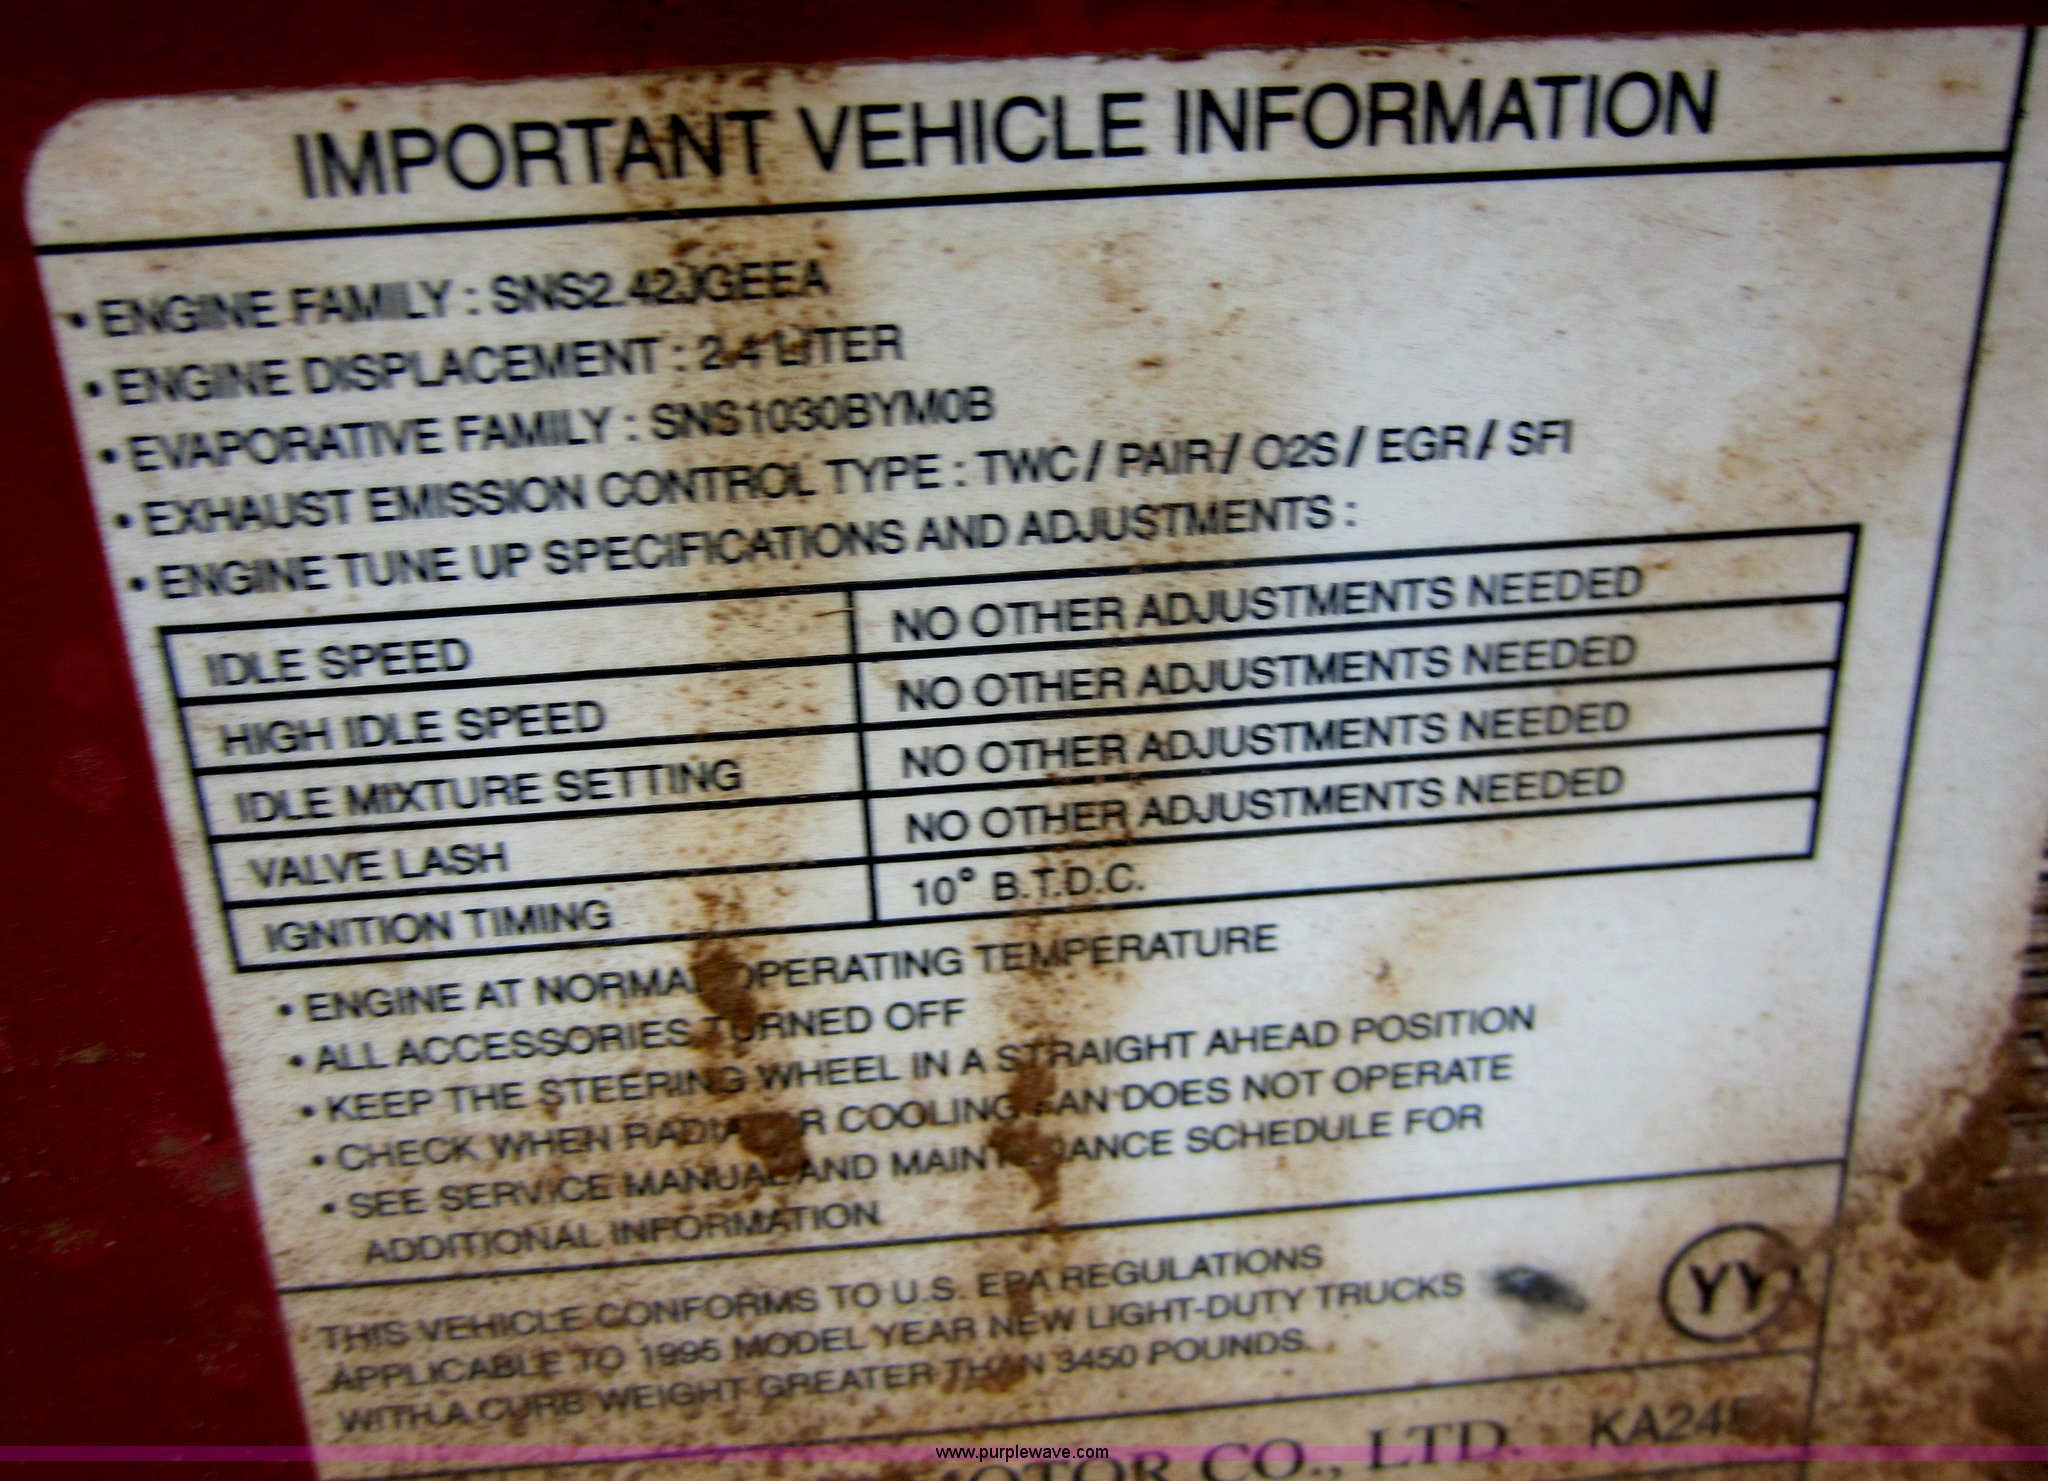 IMPORTANT VEHICLE INFORMATION
• ENGINE FAMILY : SNS2.42JGEEA
• ENGINE DISPLACEMENT : 2.4 LITER
• EVAPORATIVE FAMILY : SNS1030BYM0B
• EXHAUST EMISSION CONTROL TYPE : TWC / PAIR / O2S / EGR / SFI
• ENGINE TUNE UP SPECIFICATIONS AND ADJUSTMENTS :
IDLE SPEED NO OTHER ADJUSTMENTS NEEDED
HIGH IDLE SPEED NO OTHER ADJUSTMENTS NEEDED
IDLE MIXTURE SETTING NO OTHER ADJUSTMENTS NEEDED
VALVE LASH NO OTHER ADJUSTMENTS NEEDED
IGNITION TIMING 10° B.T.D.C.
• ENGINE AT NORMAL OPERATING TEMPERATURE
• ALL ACCESSORIES TURNED OFF
• KEEP THE STEERING WHEEL IN A STRAIGHT AHEAD POSITION
• CHECK WHEN RADIATOR COOLING FAN DOES NOT OPERATE
• SEE SERVICE MANUAL AND MAINTENANCE SCHEDULE FOR
ADDITIONAL INFORMATION
THIS VEHICLE CONFORMS TO U.S. EPA REGULATIONS
APPLICABLE TO 1995 MODEL YEAR NEW LIGHT-DUTY TRUCKS
WITH A CURB WEIGHT GREATER THAN 3450 POUNDS.
YY
MOTOR CO., LTD. KA24
www.purplewave.com